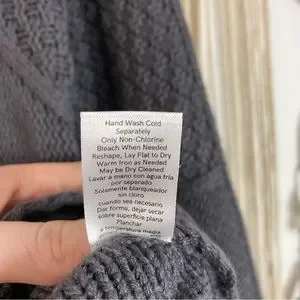 Hand Wash Cold
Separately
Only Non-Chlorine
Bleach When Needed
Reshape, Lay Flat to Dry
Warm Iron as Needed
May be Dry Cleaned
Lavar a mano con agua fría
por separado
Solamente blanqueador
sin cloro
cuando sea necesario
Dar forma, dejar secar
sobre superficie plana
Planchar
a temperatura media